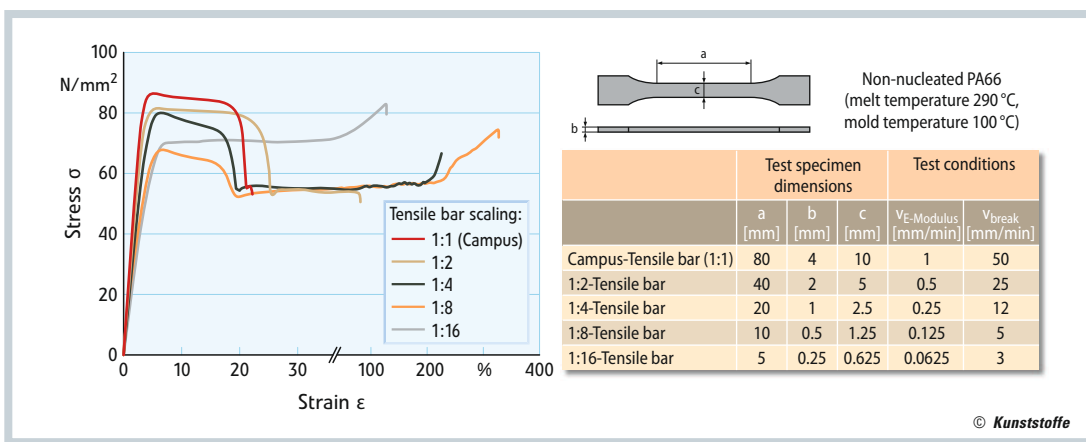 100
N/mm²
80
60
40
20
0
Stress σ
0 10 20 30 100 200 % 400
Strain ε
Tensile bar scaling:
1:1 (Campus)
1:2
1:4
1:8
1:16
a
c
b
Non-nucleated PA66
(melt temperature 290 °C,
mold temperature 100 °C)
Test specimen dimensions Test conditions
a [mm] b [mm] c [mm] vE-Modulus [mm/min] vbreak [mm/min]
Campus-Tensile bar (1:1) 80 4 10 1 50
1:2-Tensile bar 40 2 5 0.5 25
1:4-Tensile bar 20 1 2.5 0.25 12
1:8-Tensile bar 10 0.5 1.25 0.125 5
1:16-Tensile bar 5 0.25 0.625 0.0625 3
© Kunststoffe